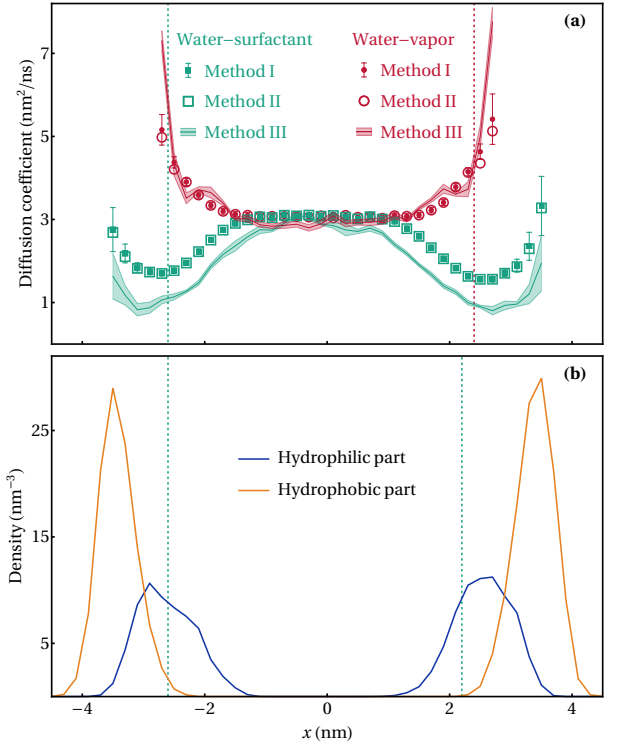 (a)
Water–surfactant Water–vapor
Method I Method I
Method II Method II
Method III Method III
Diffusion coefficient (nm²/ns)
7
5
3
1
(b)
Hydrophilic part
Hydrophobic part
Density (nm⁻³)
25
15
5
−4 −2 0 2 4
x (nm)